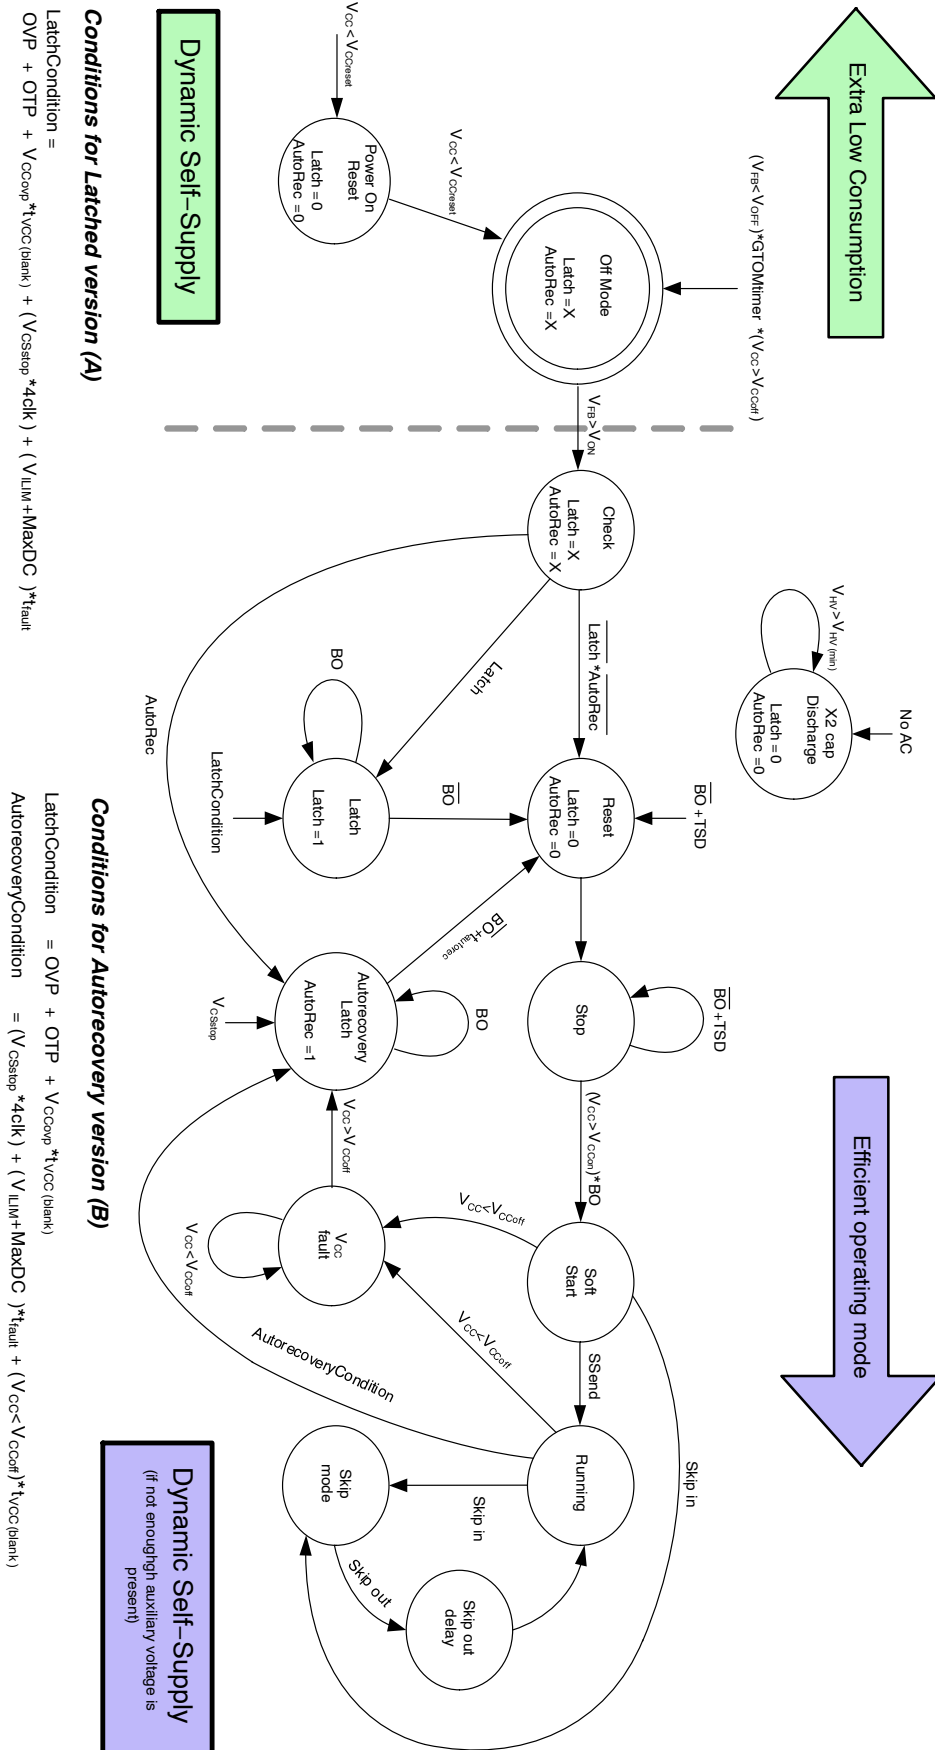 Extra Low Consumption
Efficient operating mode
(VFB<VOFF)*GTOMtimer *(VCC>VCCoff)
No AC
VHV>VHV(min)
X2 cap
Discharge
Latch =0
AutoRec =0
VCC<VCCreset
Power On
Reset
Latch =0
AutoRec =0
VCC<VCCreset
Off Mode
Latch =X
AutoRec =X
VFB>VON
Check
Latch =X
AutoRec =X
Latch *AutoRec
BO + TSD
Reset
Latch =0
AutoRec =0
BO + TSD
Stop
(VCC>VCCon)*BO
Soft
Start
SSend
Running
Skip in
Latch
BO
BO
Latch
Latch =1
LatchCondition
BO+tautorec
BO
Autorecovery
Latch
AutoRec =1
VCSstop
VCC>VCCoff
VCC<VCCoff
VCC<VCCoff
VCC
fault
VCC<VCCoff
Skip in
Skip
mode
Skip out
Skip out
delay
AutoRec
AutorecoveryCondition
Dynamic Self-Supply
Dynamic Self-Supply
(if not enoughgh auxiliary voltage is
present)
Conditions for Latched version (A)
LatchCondition =
OVP + OTP + VCCovp*tVCC(blank) + (VCSstop*4clk) + (VILIM+MaxDC )*tfault
Conditions for Autorecovery version (B)
LatchCondition = OVP + OTP + VCCovp*tVCC(blank)
AutorecoveryCondition = (VCSstop*4clk) + (VILIM+MaxDC )*tfault + (VCC<VCCoff)*tVCC(blank)